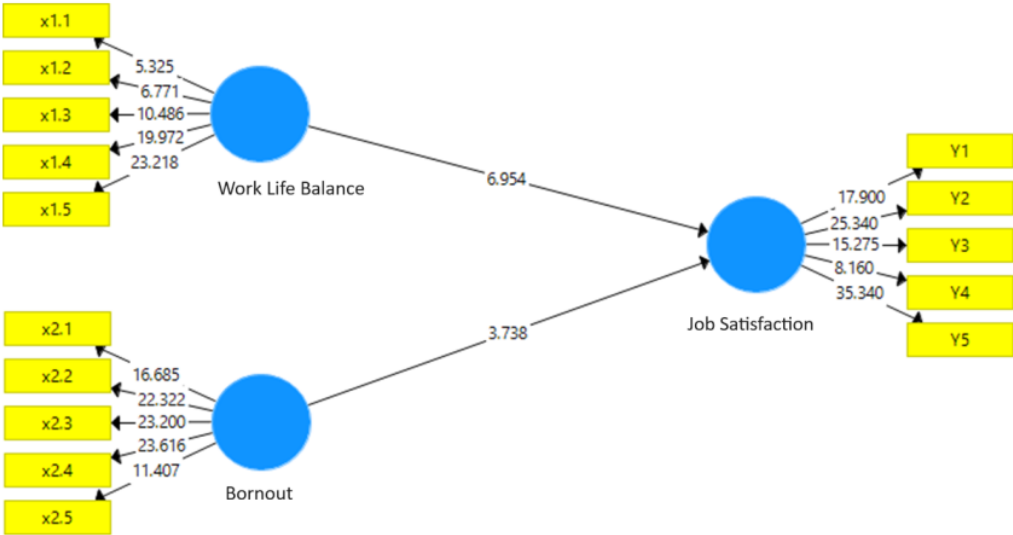 x1.1
5.325
x1.2
6.771
x1.3
10.486
x1.4
19.972
x1.5
23.218
Work Life Balance
6.954
Y1
17.900
Y2
25.340
Y3
15.275
Y4
8.160
Y5
35.340
Job Satisfaction
3.738
x2.1
16.685
x2.2
22.322
x2.3
23.200
x2.4
23.616
x2.5
11.407
Bornout